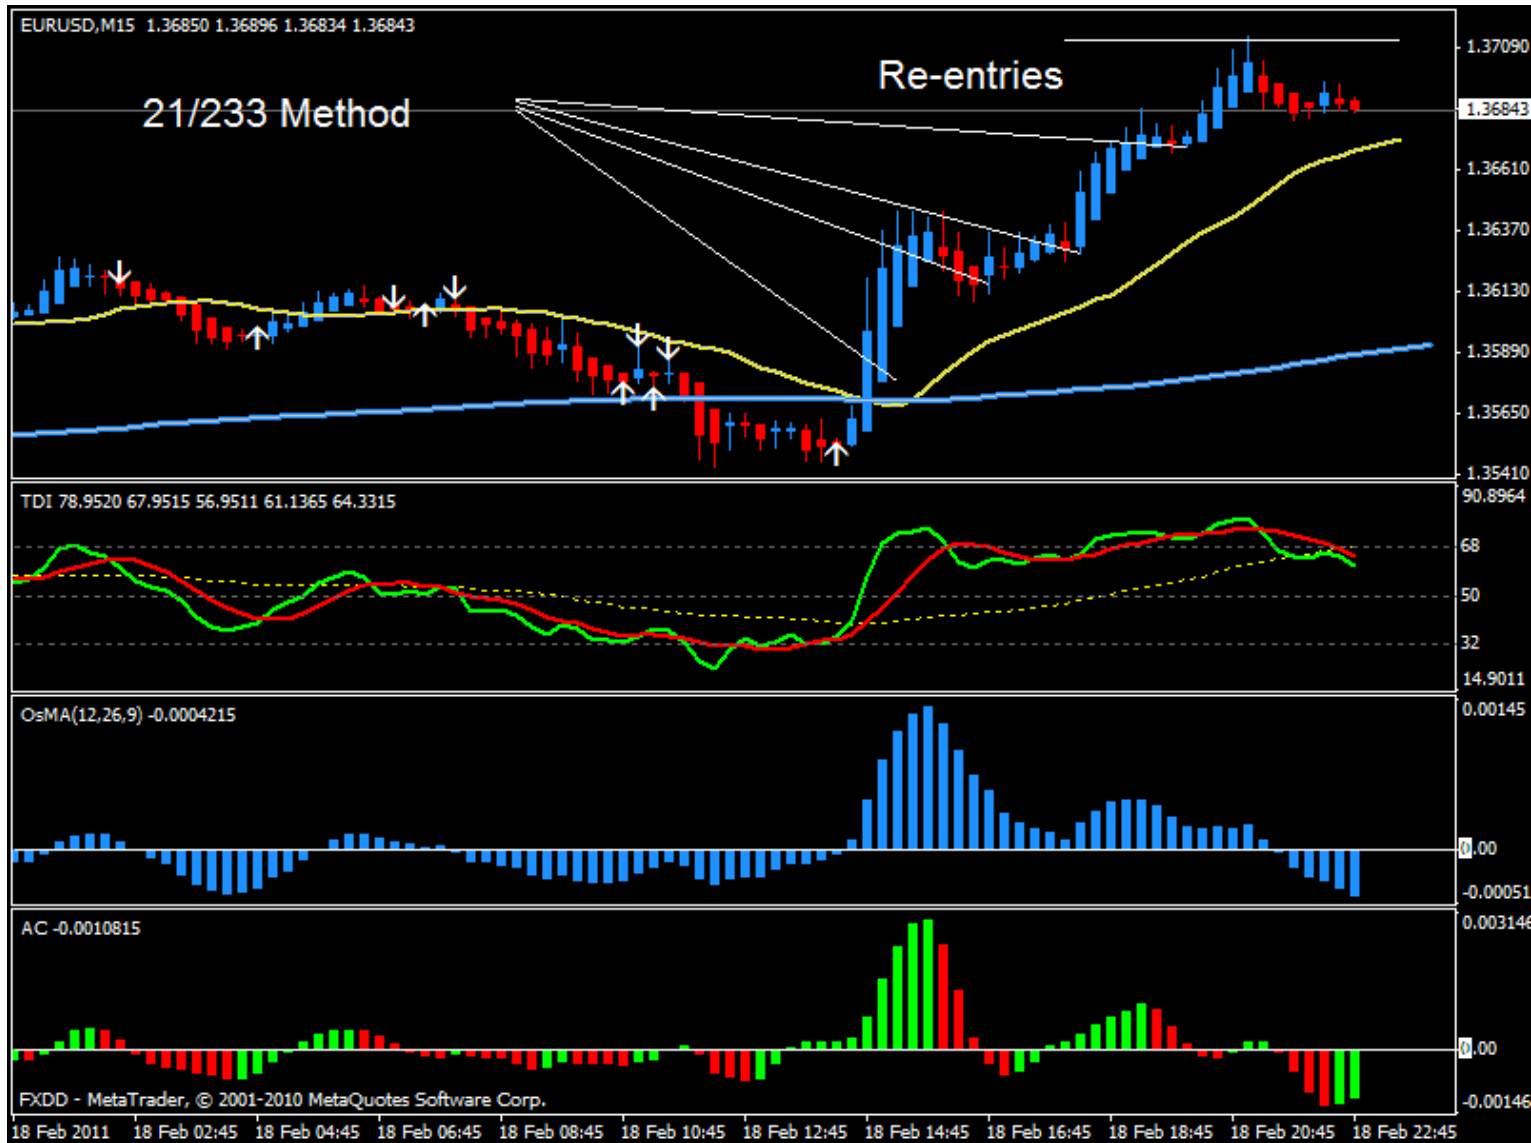 EURUSD,M15 1.36850 1.36896 1.36834 1.36843
21/233 Method
Re-entries
1.37090
1.36843
1.36610
1.36370
1.36130
1.35890
1.35650
1.35410
TDI 78.9520 67.9515 56.9511 61.1365 64.3315
90.8964
68
50
32
14.9011
OsMA(12,26,9) -0.0004215
0.00145
0.00
-0.00051
AC -0.0010815
0.003146
0.00
-0.00146
FXDD - MetaTrader, © 2001-2010 MetaQuotes Software Corp.
18 Feb 2011 18 Feb 02:45 18 Feb 04:45 18 Feb 06:45 18 Feb 08:45 18 Feb 10:45 18 Feb 12:45 18 Feb 14:45 18 Feb 16:45 18 Feb 18:45 18 Feb 20:45 18 Feb 22:45